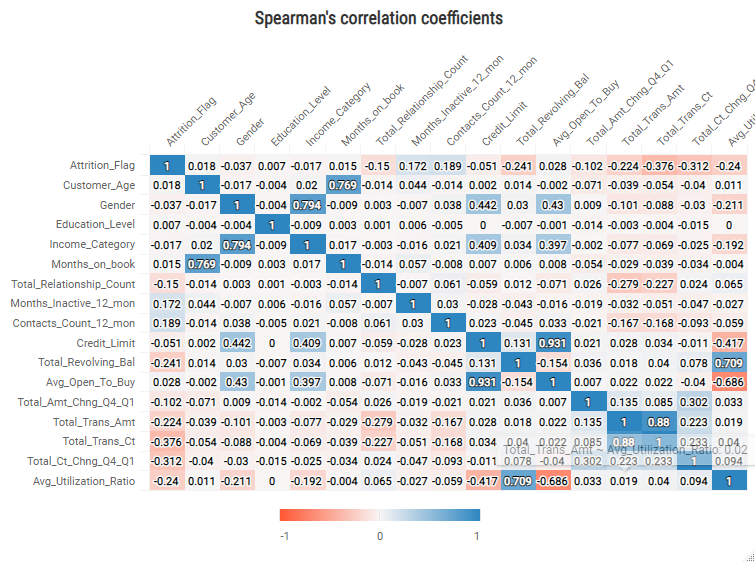 Spearman's correlation coefficients
Attrition_Flag
Customer_Age
Gender
Education_Level
Income_Category
Months_on_book
Total_Relationship_Count
Months_Inactive_12_mon
Contacts_Count_12_mon
Credit_Limit
Total_Revolving_Bal
Avg_Open_To_Buy
Total_Amt_Chng_Q4_Q1
Total_Trans_Amt
Total_Trans_Ct
Total_Ct_Chng_Q4
Avg_Uti
Attrition_Flag 1 0.018 -0.037 0.007 -0.017 0.015 -0.15 0.172 0.189 -0.051 -0.241 0.028 -0.102 -0.224 -0.376 -0.312 -0.24
Customer_Age 0.018 1 -0.017 -0.004 0.02 0.769 -0.014 0.044 -0.014 0.002 0.014 -0.002 -0.071 -0.039 -0.054 -0.04 0.011
Gender -0.037 -0.017 1 -0.004 0.794 -0.009 0.003 -0.007 0.038 0.442 0.03 0.43 0.009 -0.101 -0.088 -0.03 -0.211
Education_Level 0.007 -0.004 -0.004 1 -0.009 0.003 0.001 0.006 -0.005 0 -0.007 -0.001 -0.014 -0.003 -0.004 -0.015 0
Income_Category -0.017 0.02 0.794 -0.009 1 0.017 -0.003 -0.016 0.021 0.409 0.034 0.397 -0.002 -0.077 -0.069 -0.025 -0.192
Months_on_book 0.015 0.769 -0.009 0.003 0.017 1 -0.014 0.057 -0.008 0.007 0.006 0.008 -0.054 -0.029 -0.039 -0.034 -0.004
Total_Relationship_Count -0.15 -0.014 0.003 0.001 -0.003 -0.014 1 -0.007 0.061 -0.059 0.012 -0.071 0.026 -0.279 -0.227 0.024 0.065
Months_Inactive_12_mon 0.172 0.044 -0.007 0.006 -0.016 0.057 -0.007 1 0.03 -0.028 -0.043 -0.016 -0.019 -0.032 -0.051 -0.047 -0.027
Contacts_Count_12_mon 0.189 -0.014 0.038 -0.005 0.021 -0.008 0.061 0.03 1 0.023 -0.045 0.033 -0.021 -0.167 -0.168 -0.093 -0.059
Credit_Limit -0.051 0.002 0.442 0 0.409 0.007 -0.059 -0.028 0.023 1 0.131 0.931 0.021 0.028 0.034 -0.011 -0.417
Total_Revolving_Bal -0.241 0.014 0.03 -0.007 0.034 0.006 0.012 -0.043 -0.045 0.131 1 -0.154 0.036 0.018 0.04 0.078 0.709
Avg_Open_To_Buy 0.028 -0.002 0.43 -0.001 0.397 0.008 -0.071 -0.016 0.033 0.931 -0.154 1 0.007 0.022 0.022 -0.04 -0.686
Total_Amt_Chng_Q4_Q1 -0.102 -0.071 0.009 -0.014 -0.002 -0.054 0.026 -0.019 -0.021 0.021 0.036 0.007 1 0.135 0.085 0.302 0.033
Total_Trans_Amt -0.224 -0.039 -0.101 -0.003 -0.077 -0.029 -0.279 -0.032 -0.167 0.028 0.018 0.022 0.135 1 0.88 0.223 0.019
Total_Trans_Ct -0.376 -0.054 -0.088 -0.004 -0.069 -0.039 -0.227 -0.051 -0.168 0.034 0.04 0.022 0.085 0.88 1 0.233 0.04
Total_Trans_Amt ~ Avg_Utilization_Ratio: 0.02
Total_Ct_Chng_Q4_Q1 -0.312 -0.04 -0.03 -0.015 -0.025 -0.034 0.024 -0.047 -0.093 -0.011 0.078 -0.04 0.302 0.223 0.233 1 0.094
Avg_Utilization_Ratio -0.24 0.011 -0.211 0 -0.192 -0.004 0.065 -0.027 -0.059 -0.417 0.709 -0.686 0.033 0.019 0.04 0.094 1
-1 0 1